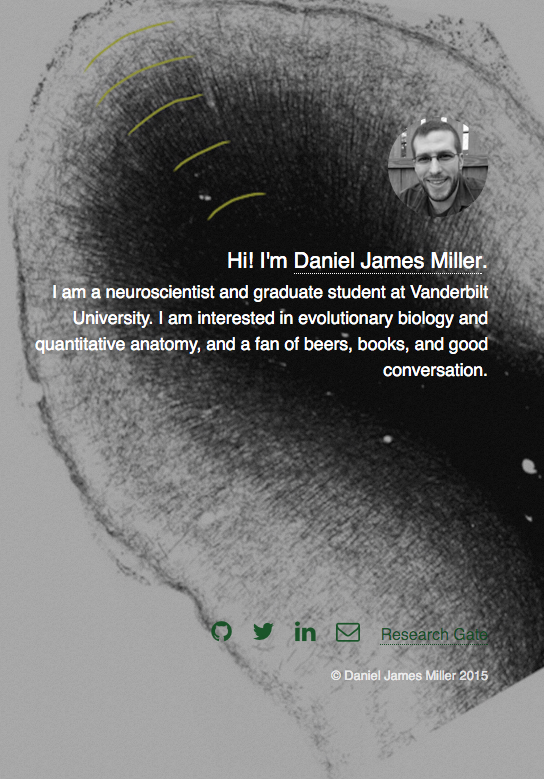 Hi! I'm Daniel James Miller.
I am a neuroscientist and graduate student at Vanderbilt
University. I am interested in evolutionary biology and
quantitative anatomy, and a fan of beers, books, and good
conversation.
in
Research Gate
© Daniel James Miller 2015